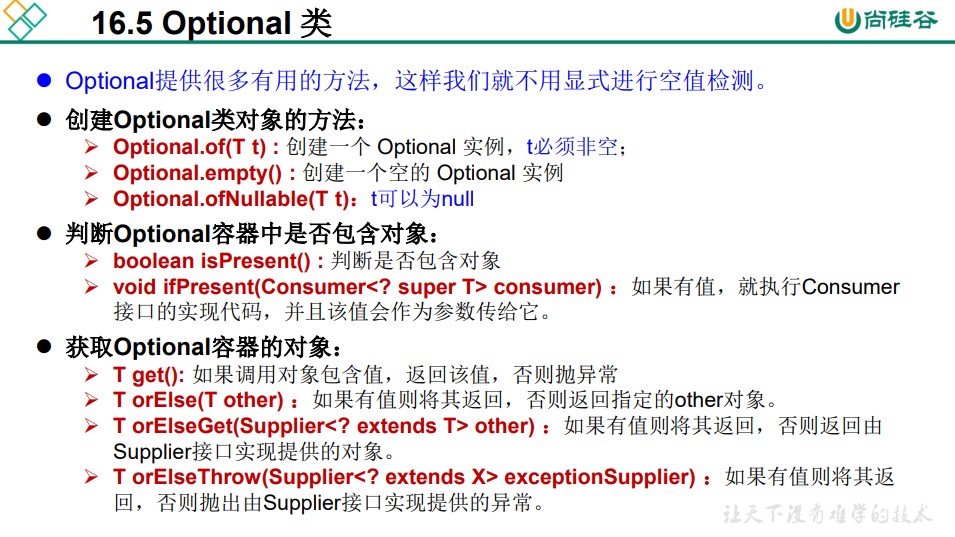 16.5 Optional 类
尚硅谷
Optional提供很多有用的方法，这样我们就不用显式进行空值检测。
创建Optional类对象的方法：
Optional.of(T t) : 创建一个 Optional 实例，t必须非空；
Optional.empty() : 创建一个空的 Optional 实例
Optional.ofNullable(T t)：t可以为null
判断Optional容器中是否包含对象：
boolean isPresent() : 判断是否包含对象
void ifPresent(Consumer<? super T> consumer) ：如果有值，就执行Consumer
接口的实现代码，并且该值会作为参数传给它。
获取Optional容器的对象：
T get(): 如果调用对象包含值，返回该值，否则抛异常
T orElse(T other) ：如果有值则将其返回，否则返回指定的other对象。
T orElseGet(Supplier<? extends T> other) ：如果有值则将其返回，否则返回由
Supplier接口实现提供的对象。
T orElseThrow(Supplier<? extends X> exceptionSupplier) ：如果有值则将其返
回，否则抛出由Supplier接口实现提供的异常。
让天下没有难学的技术